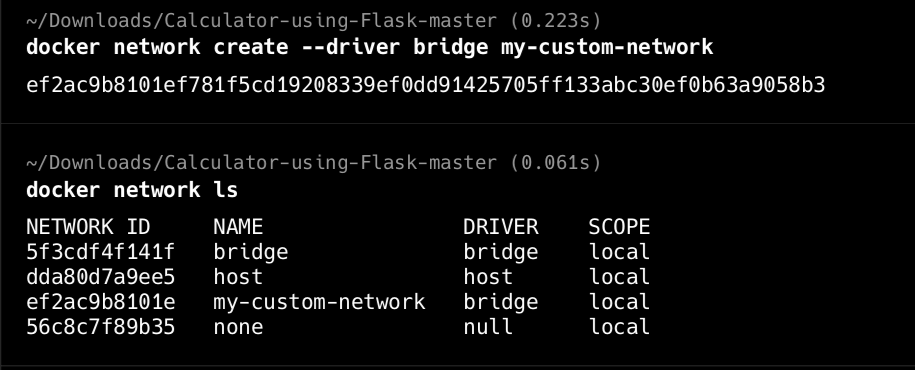 ~/Downloads/Calculator-using-Flask-master (0.223s)
docker network create --driver bridge my-custom-network
ef2ac9b8101ef781f5cd19208339ef0dd91425705ff133abc30ef0b63a9058b3
~/Downloads/Calculator-using-Flask-master (0.061s)
docker network ls
NETWORK ID     NAME                DRIVER    SCOPE
5f3cdf4f141f   bridge              bridge    local
dda80d7a9ee5   host                host      local
ef2ac9b8101e   my-custom-network   bridge    local
56c8c7f89b35   none                null      local